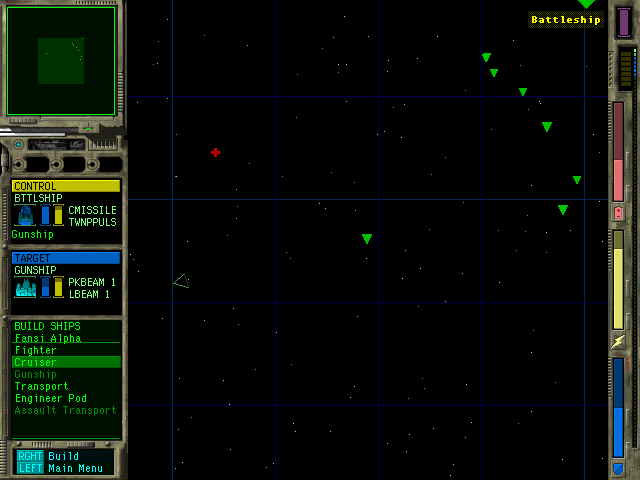 Battleship
CONTROL
BTTLSHIP
CMISSILE
TWNPPULS
Gunship
TARGET
GUNSHIP
PKBEAM 1
LBEAM 1
BUILD SHIPS
Fansi Alpha
Fighter
Cruiser
Gunship
Transport
Engineer Pod
Assault Transport
RGHT Build
LEFT Main Menu